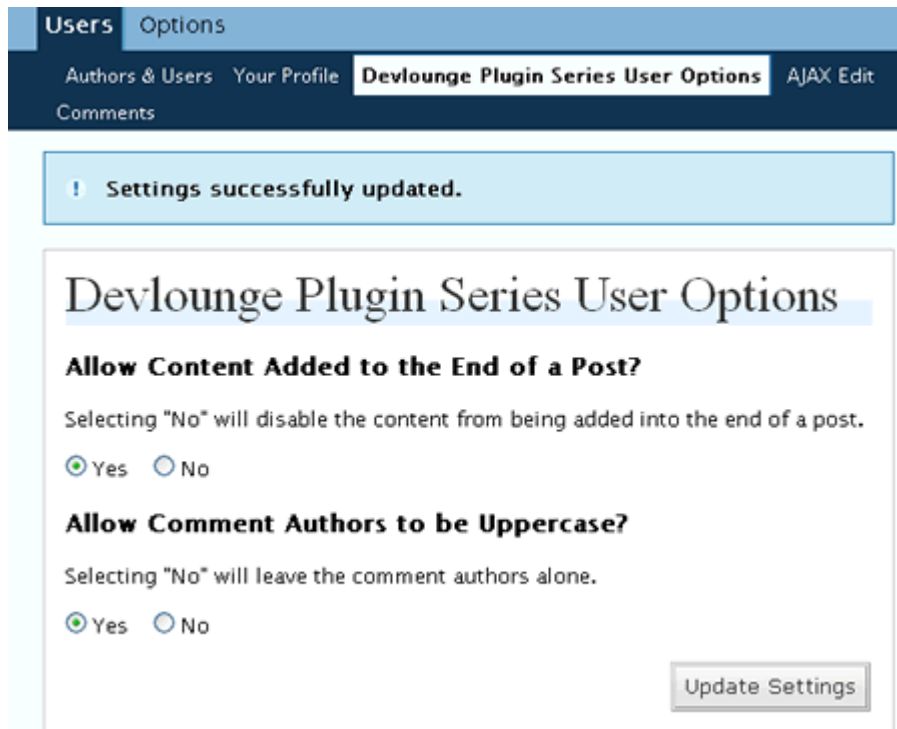 Users Options
Authors & Users Your Profile Devlounge Plugin Series User Options AJAX Edit
Comments
! Settings successfully updated.
Devlounge Plugin Series User Options
Allow Content Added to the End of a Post?
Selecting "No" will disable the content from being added into the end of a post.
Yes No
Allow Comment Authors to be Uppercase?
Selecting "No" will leave the comment authors alone.
Yes No
Update Settings